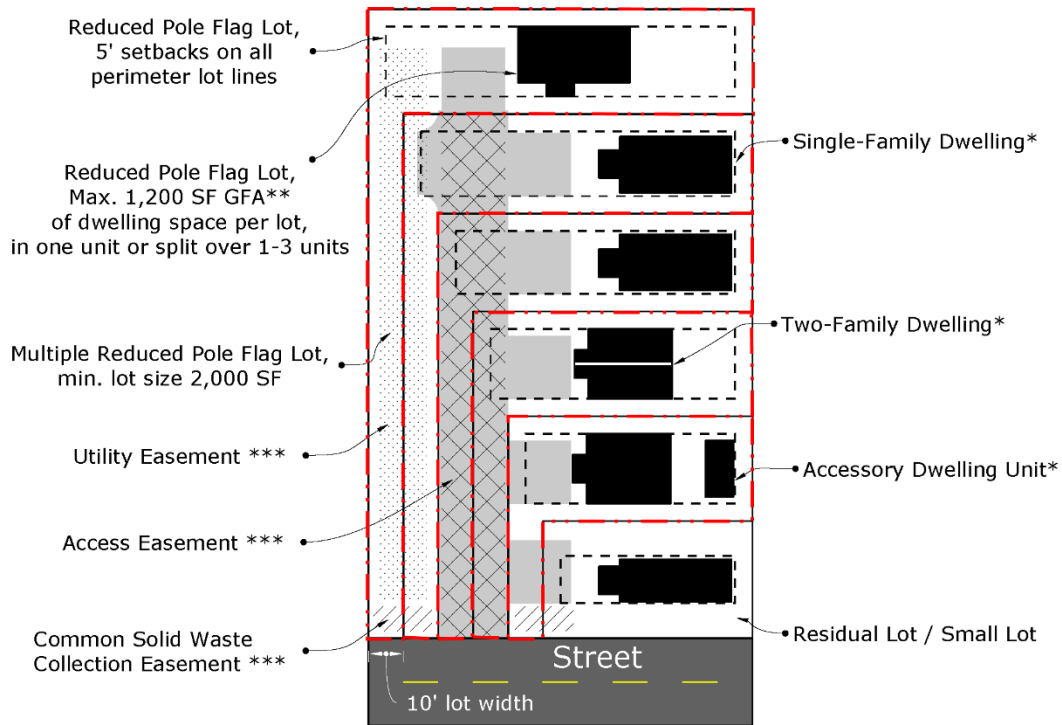 Reduced Pole Flag Lot,
5' setbacks on all
perimeter lot lines
Reduced Pole Flag Lot,
Max. 1,200 SF GFA**
of dwelling space per lot,
in one unit or split over 1-3 units
Multiple Reduced Pole Flag Lot,
min. lot size 2,000 SF
Utility Easement ***
Access Easement ***
Common Solid Waste
Collection Easement ***
Single-Family Dwelling*
Two-Family Dwelling*
Accessory Dwelling Unit*
Residual Lot / Small Lot
Street
10' lot width